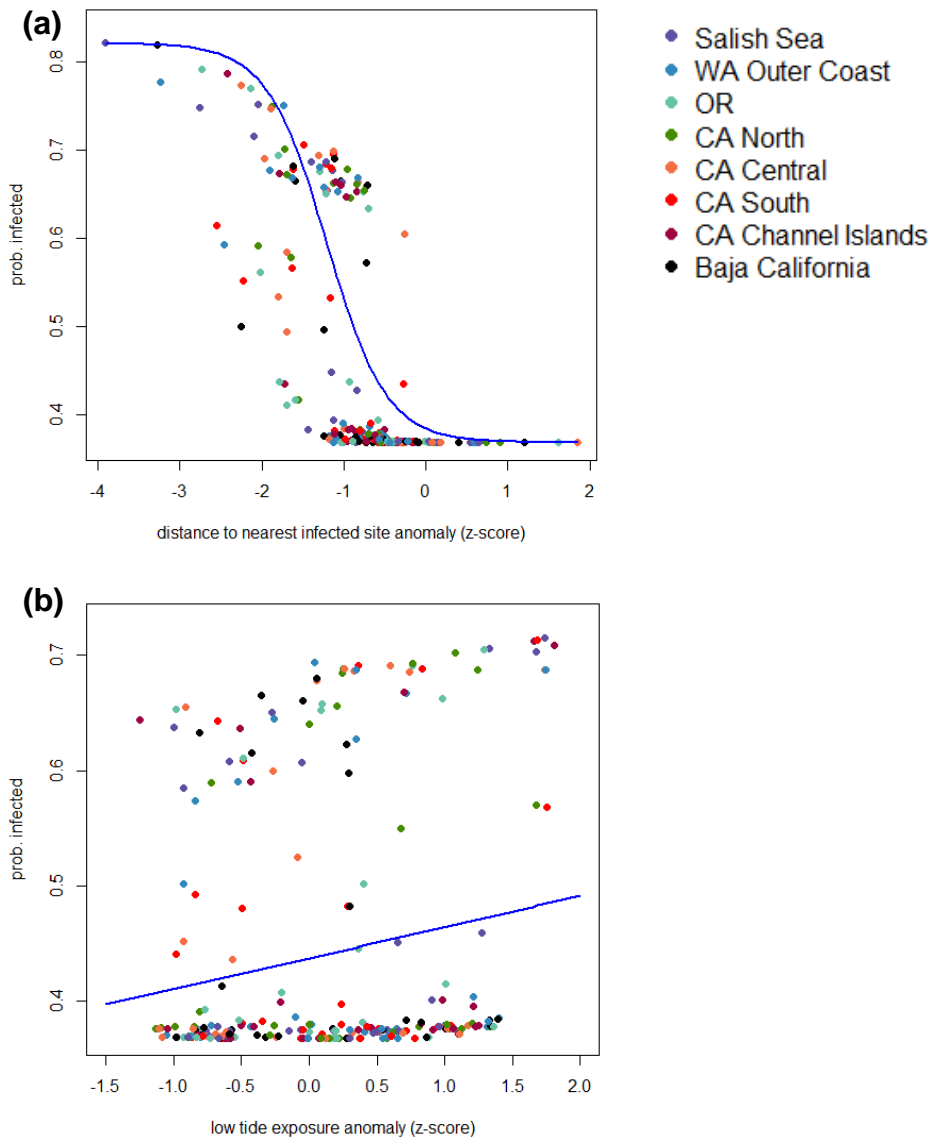 (a)
0.8
0.7
0.6
0.5
0.4
prob. infected
-4 -3 -2 -1 0 1 2
distance to nearest infected site anomaly (z-score)
Salish Sea
WA Outer Coast
OR
CA North
CA Central
CA South
CA Channel Islands
Baja California
(b)
0.7
0.6
0.5
0.4
prob. infected
-1.5 -1.0 -0.5 0.0 0.5 1.0 1.5 2.0
low tide exposure anomaly (z-score)